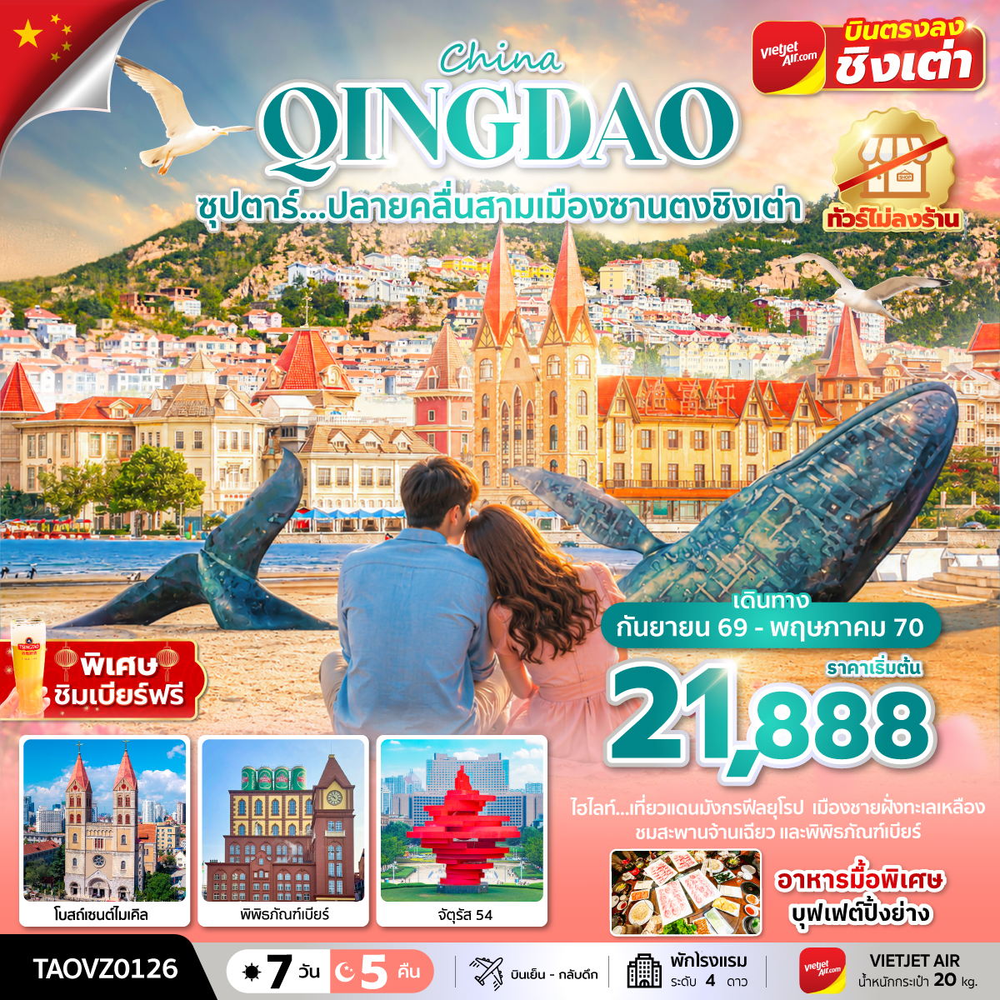 China
QINGDAO
ซุปตาร์...ปลายคลื่นสามเมืองซานตงชิงเต่า
vietjet Air.com
บินตรงลง
ชิงเต่า
SHOP
ทัวร์ไม่ลงร้าน
เดินทาง
กันยายน 69 - พฤษภาคม 70
ราคาเริ่มต้น
21,888
TSINGTAO
พิเศษ
ชิมเบียร์ฟรี
ไฮไลท์...เที่ยวแดนมังกรฟีลยุโรป เมืองชายฝั่งทะเลเหลือง
ชมสะพานจ้านเฉียว และพิพิธภัณฑ์เบียร์
โบสถ์เซนต์ไมเคิล
พิพิธภัณฑ์เบียร์
จัตุรัส 54
อาหารมื้อพิเศษ
บุฟเฟต์ปิ้งย่าง
TAOVZ0126
7 วัน
5 คืน
บินเย็น - กลับดึก
พักโรงแรม
ระดับ 4 ดาว
vietjet Air.com
VIETJET AIR
น้ำหนักกระเป๋า 20 kg.